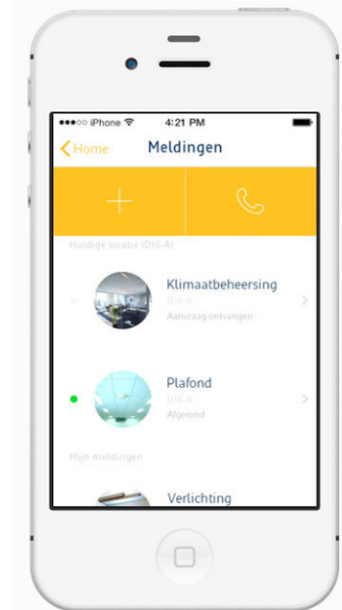 ●●●○○ iPhone 4:21 PM
Home Meldingen
Huidige locatie (D16-A)
Klimaatbeheersing
D16-A
Aanvraag ontvangen
Plafond
D16-A
Afgerond
Mijn meldingen
Verlichting